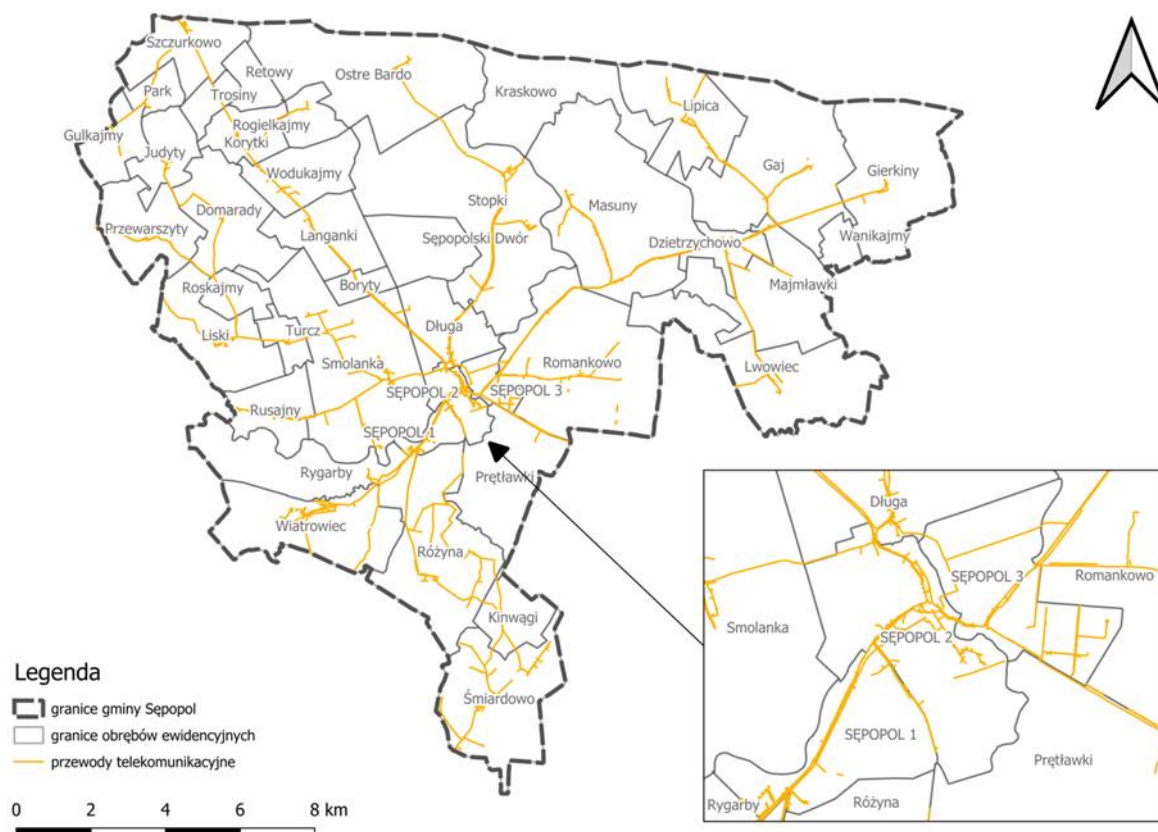 Szczurkowo
Retowy
Ostre Bardo
Kraskowo
Park
Trosiny
Lipica
Rogielkajmy
Gulkajmy
Korytki
Judyty
Gaj
Gierkiny
Wodukajmy
Stopki
Masuny
Domarady
Przewarszyty
Langanki
Sępopolski Dwór
Dzietrzychowo
Wanikajmy
Roskajmy
Boryty
Majmławki
Liski
Turcz
Długa
Smolanka
Romankowo
Lwowiec
SĘPOPOL 2
SĘPOPOL 3
Rusajny
SĘPOPOL 1
Rygarby
Prętławki
Wiatrowiec
Różyna
Kinwągi
Śmiardowo
Długa
SĘPOPOL 3
Romankowo
Smolanka
SĘPOPOL 2
SĘPOPOL 1
Prętławki
Rygarby
Różyna
Legenda
granice gminy Sępopol
granice obrębów ewidencyjnych
przewody telekomunikacyjne
0 2 4 6 8 km